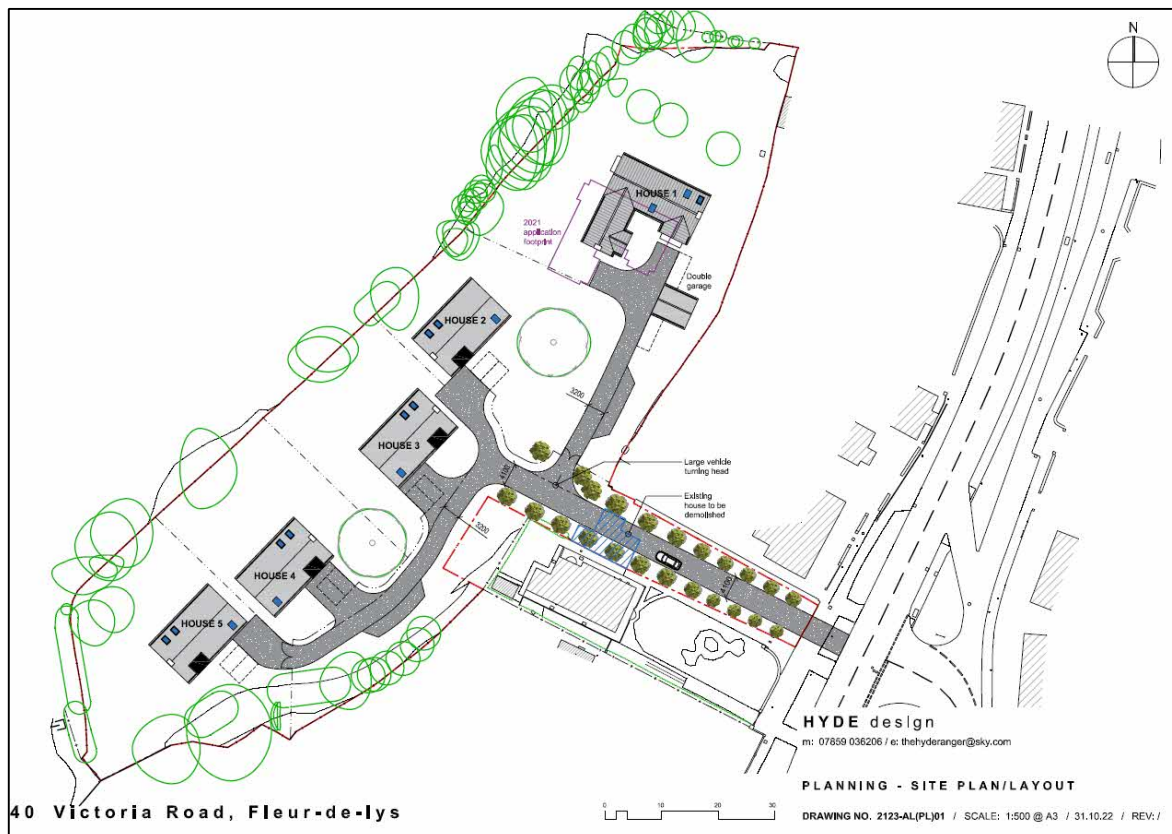 N
HOUSE 1
2021
application
footprint
Double
garage
HOUSE 2
3200
HOUSE 3
4100
Large vehicle
turning head
Existing
house to be
demolished
3200
4100
HOUSE 4
HOUSE 5
HYDE design
m: 07859 036206 / e: thehyderanger@sky.com
PLANNING - SITE PLAN/LAYOUT
40 Victoria Road, Fleur-de-lys
0 10 20 30
DRAWING NO. 2123-AL(PL)01 / SCALE: 1:500 @ A3 / 31.10.22 / REV: /